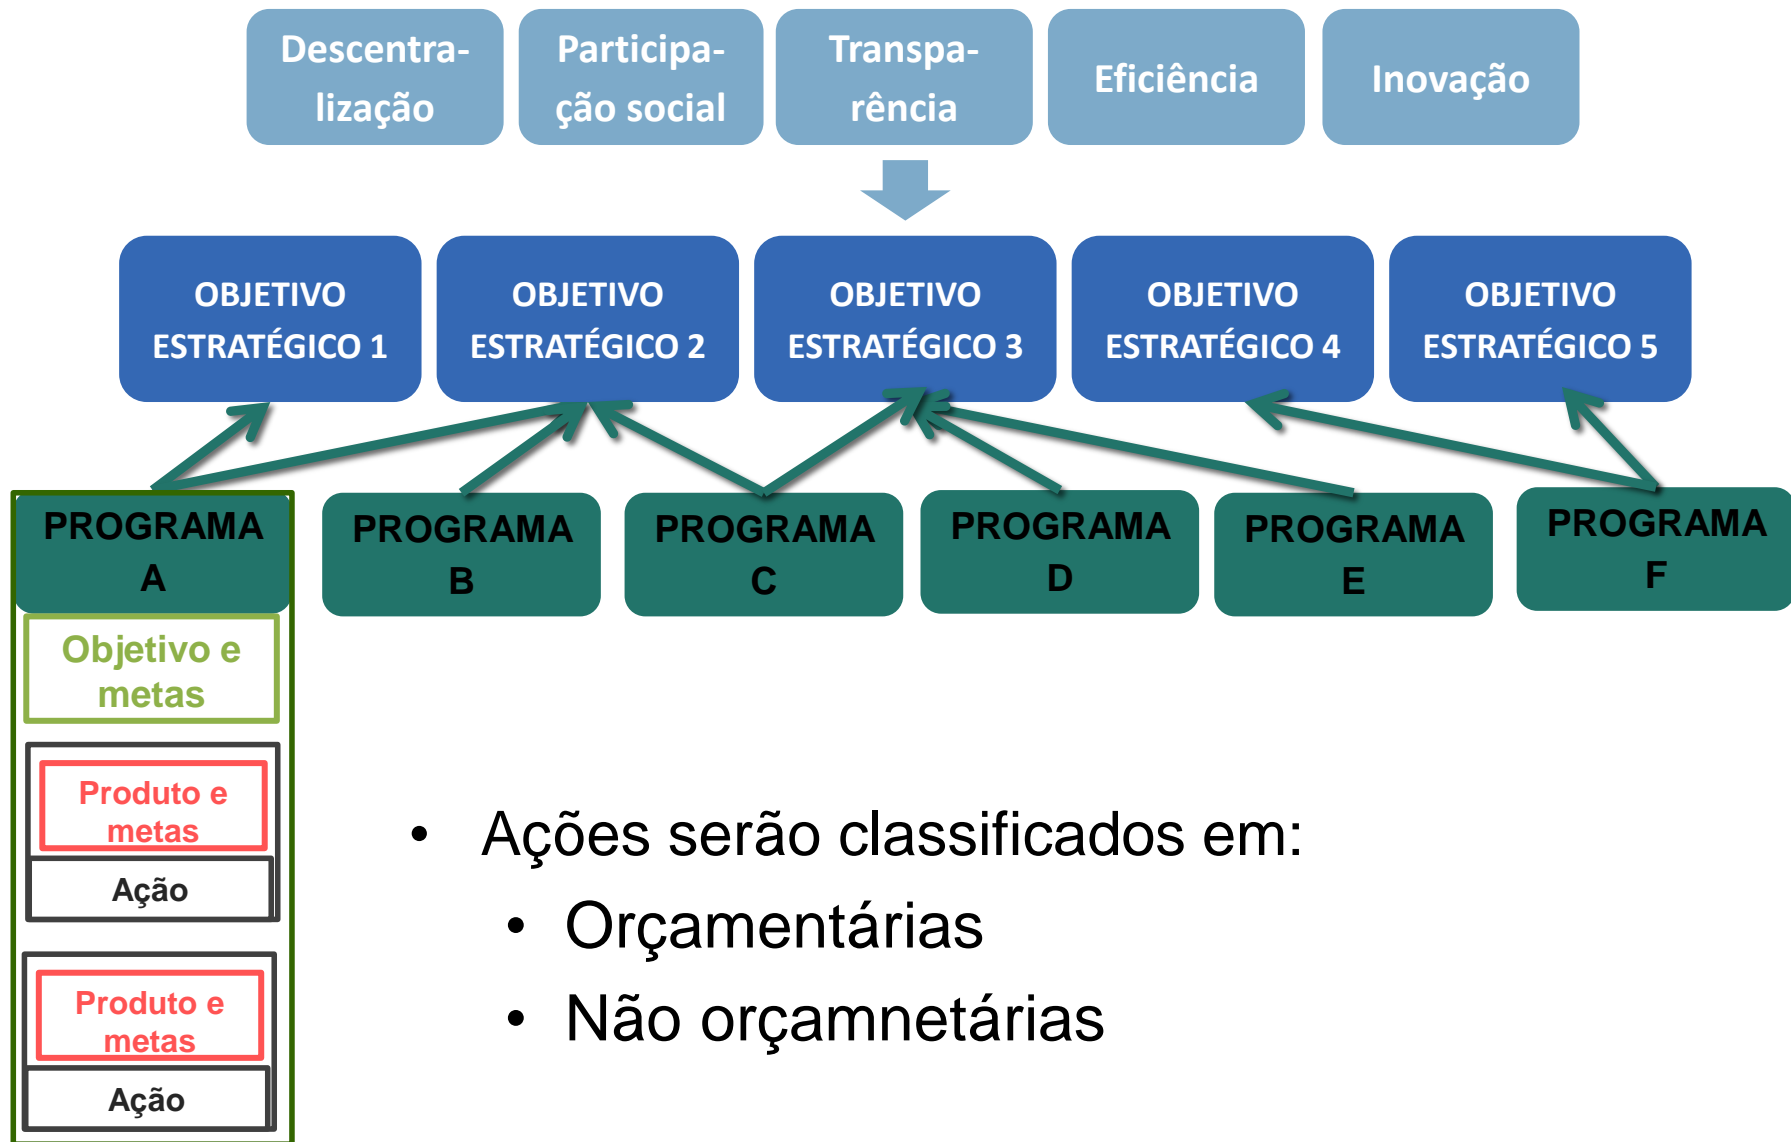 Descentra-
lização
Participa-
ção social
Transpa-
rência
Eficiência
Inovação
OBJETIVO
ESTRATÉGICO 1
OBJETIVO
ESTRATÉGICO 2
OBJETIVO
ESTRATÉGICO 3
OBJETIVO
ESTRATÉGICO 4
OBJETIVO
ESTRATÉGICO 5
PROGRAMA
A
PROGRAMA
B
PROGRAMA
C
PROGRAMA
D
PROGRAMA
E
PROGRAMA
F
Objetivo e
metas
Produto e
metas
Ação
Produto e
metas
Ação
• Ações serão classificados em:
• Orçamentárias
• Não orçamnetárias